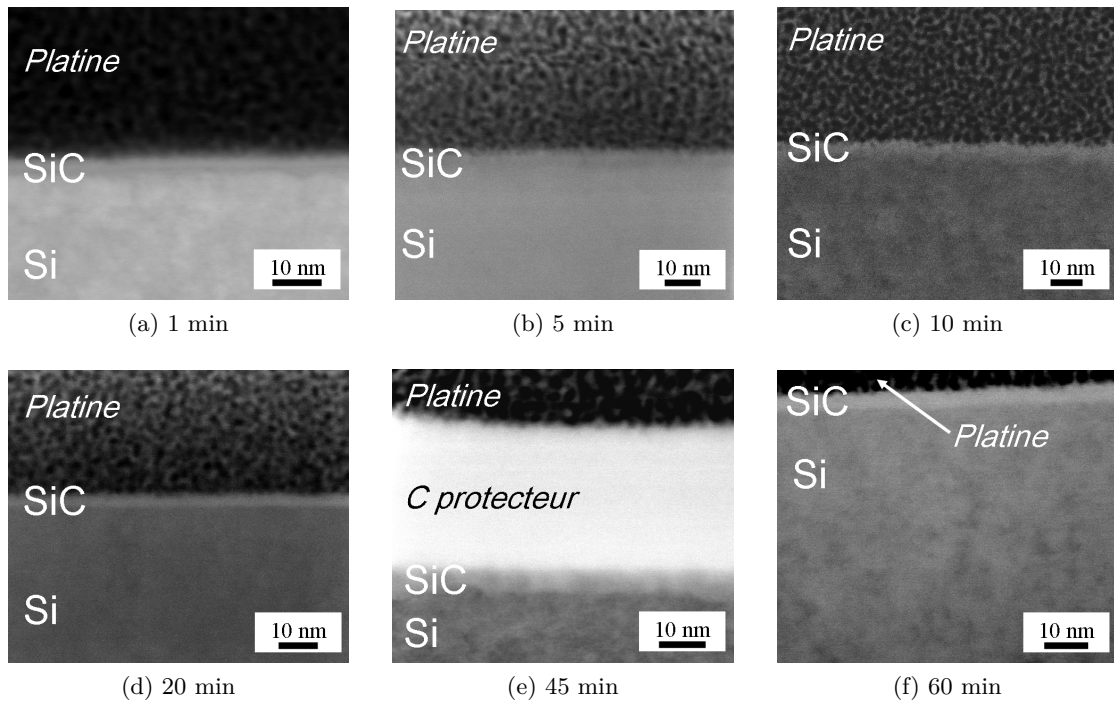 Platine
SiC
Si
10 nm
(a) 1 min
Platine
SiC
Si
10 nm
(b) 5 min
Platine
SiC
Si
10 nm
(c) 10 min
Platine
SiC
Si
10 nm
(d) 20 min
Platine
C protecteur
SiC
Si
10 nm
(e) 45 min
SiC
Platine
Si
10 nm
(f) 60 min